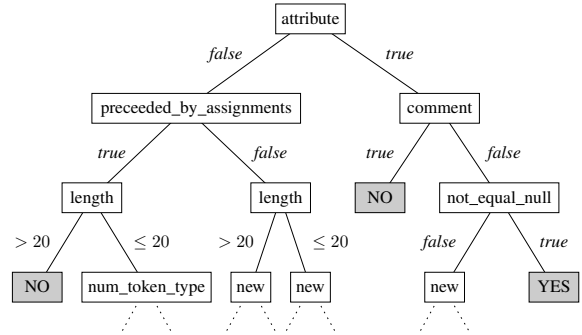 attribute
false true
preceeded_by_assignments comment
true false true false
length length NO not_equal_null
> 20 ≤ 20 > 20 ≤ 20 false true
NO num_token_type new new new YES